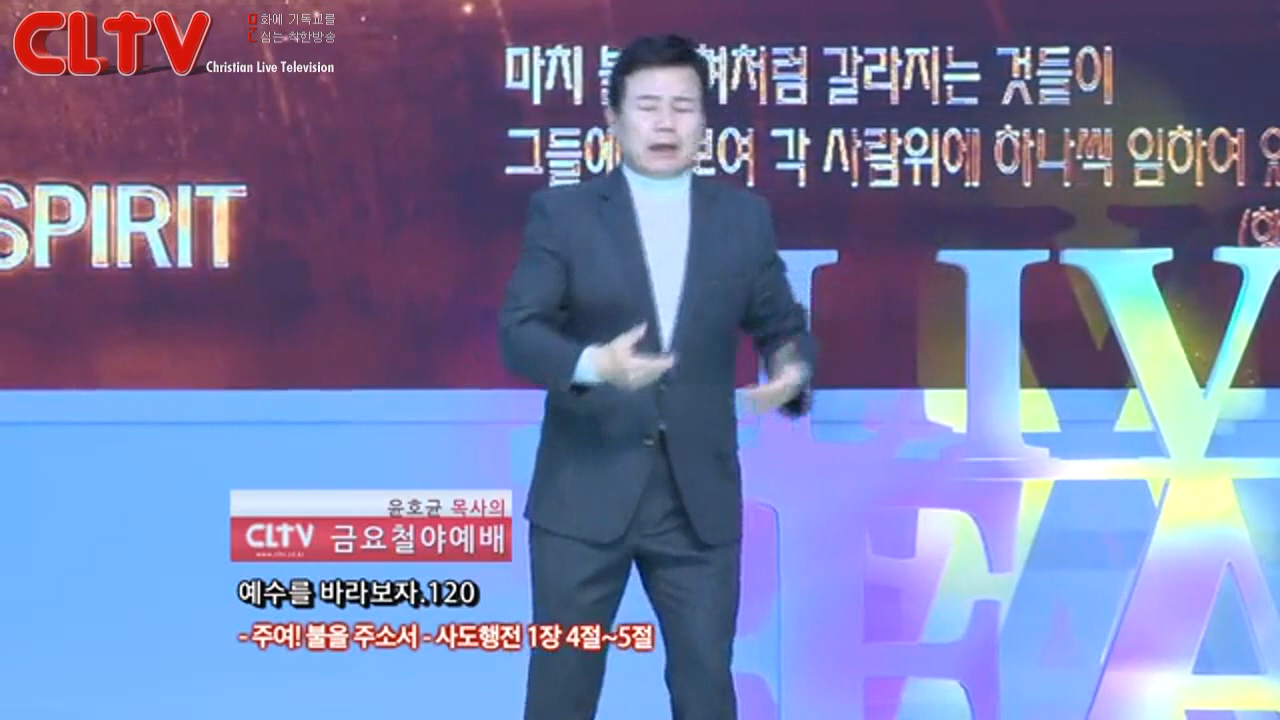 CLTV
문화에 기독교를
심는 착한방송
Christian Live Television
마치 처럼 갈라지는 것들이
그들에 보여 각 사람위에 하나씩 임하여
SPIRIT
LIV
윤호균 목사의
CLTV 금요철야예배
예수를 바라보자.120
- 주여! 불을 주소서 - 사도행전 1장 4절~5절